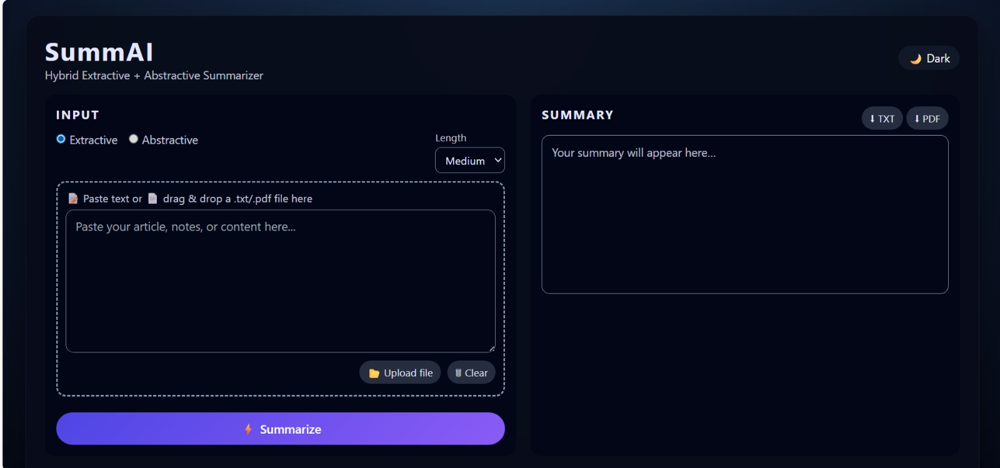 SummAI
Hybrid Extractive + Abstractive Summarizer
🌙 Dark
INPUT
Extractive Abstractive
Length
Medium
📝 Paste text or 📄 drag & drop a .txt/.pdf file here
Paste your article, notes, or content here...
📂 Upload file 🗑 Clear
⚡ Summarize
SUMMARY
⬇ TXT ⬇ PDF
Your summary will appear here...